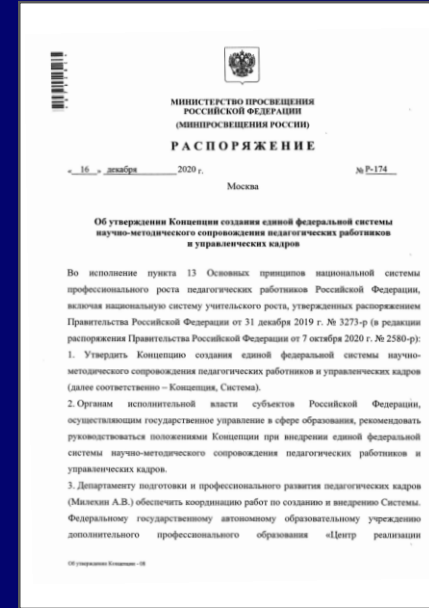 МИНИСТЕРСТВО ПРОСВЕЩЕНИЯ
РОССИЙСКОЙ ФЕДЕРАЦИИ
(МИНПРОСВЕЩЕНИЯ РОССИИ)
РАСПОРЯЖЕНИЕ
« 16 » декабря 2020 г. № Р-174
Москва
Об утверждении Концепции создания единой федеральной системы
научно-методического сопровождения педагогических работников
и управленческих кадров
Во исполнение пункта 13 Основных принципов национальной системы
профессионального роста педагогических работников Российской Федерации,
включая национальную систему учительского роста, утвержденных распоряжением
Правительства Российской Федерации от 31 декабря 2019 г. № 3273-р (в редакции
распоряжения Правительства Российской Федерации от 7 октября 2020 г. № 2580-р):
1. Утвердить Концепцию создания единой федеральной системы научно-
методического сопровождения педагогических работников и управленческих кадров
(далее соответственно – Концепция, Система).
2. Органам исполнительной власти субъектов Российской Федерации,
осуществляющим государственное управление в сфере образования, рекомендовать
руководствоваться положениями Концепции при внедрении единой федеральной
системы научно-методического сопровождения педагогических работников и
управленческих кадров.
3. Департаменту подготовки и профессионального развития педагогических кадров
(Милехин А.В.) обеспечить координацию работ по созданию и внедрению Системы.
Федеральному государственному автономному образовательному учреждению
дополнительного профессионального образования «Центр реализации
Об утверждении Концепции - 08